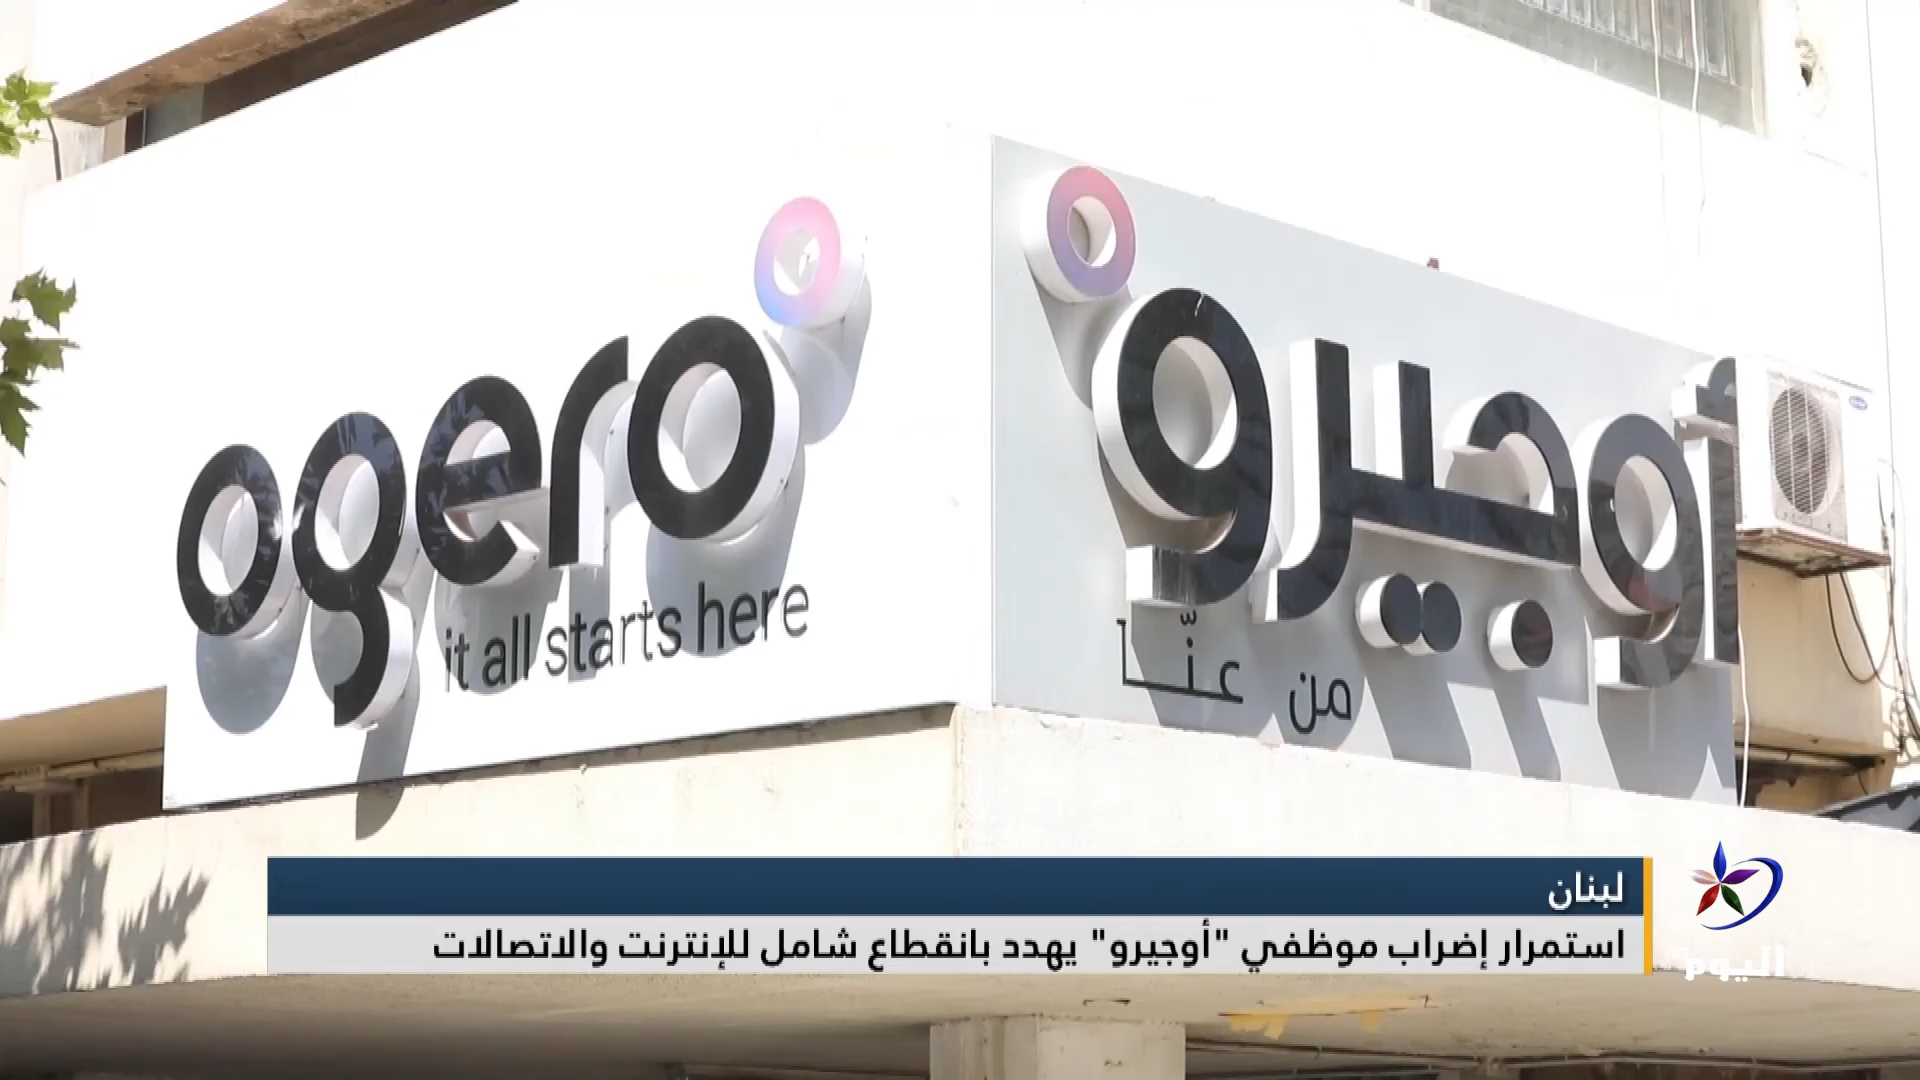 ogero
it all starts here
أوجيرو
من عنّا
لبنان
استمرار إضراب موظفي "أوجيرو" يهدد بانقطاع شامل للإنترنت والاتصالات
اليوم